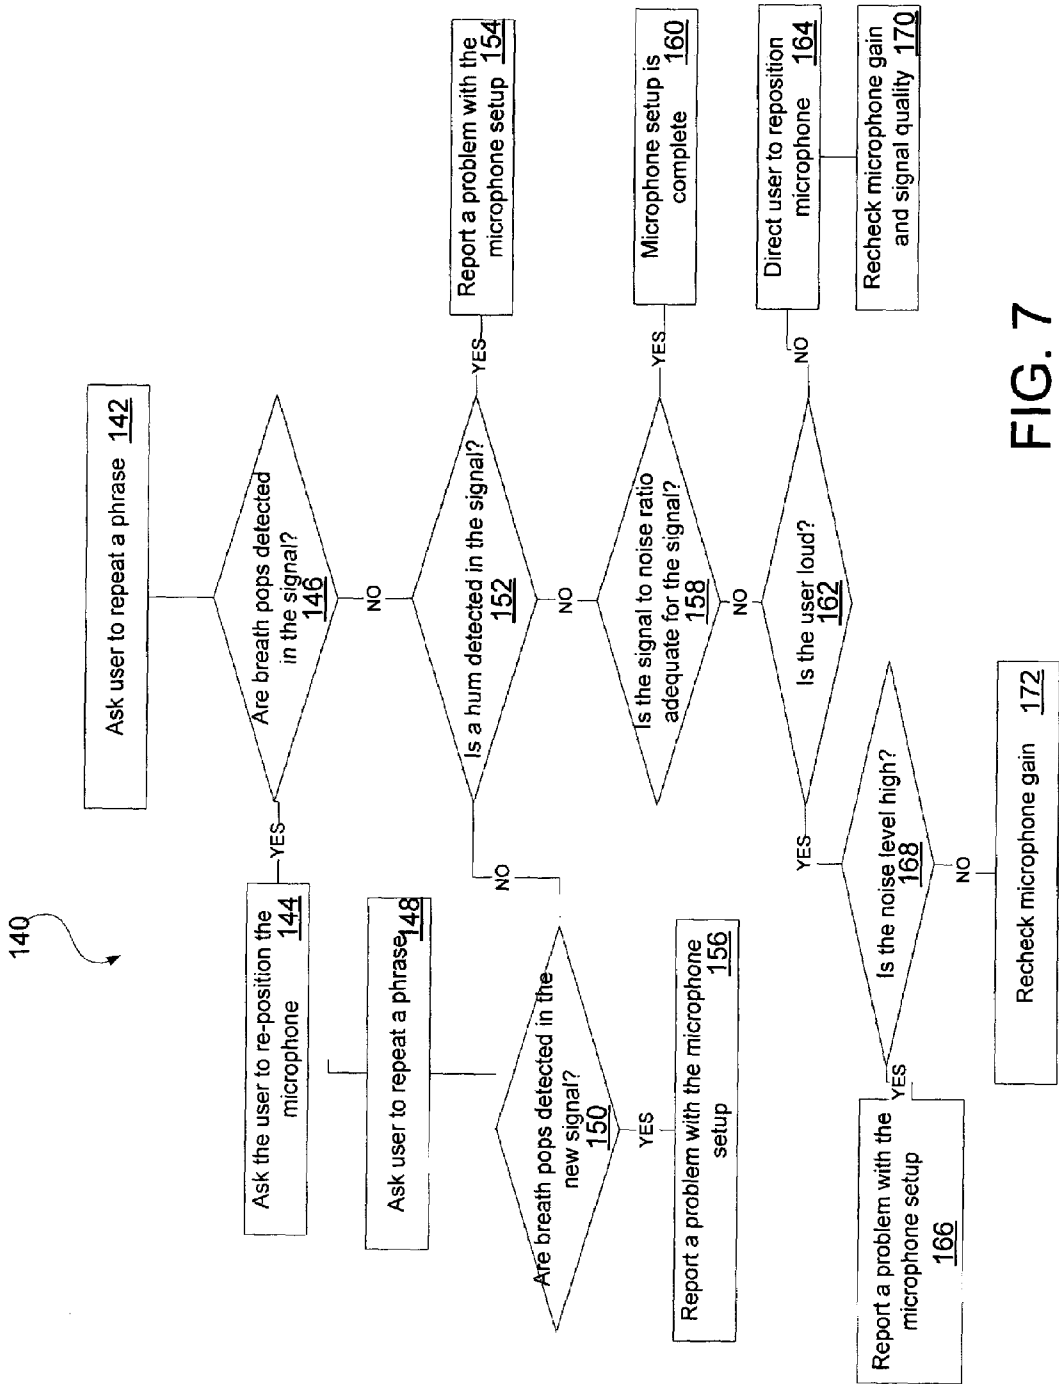 140
Ask user to repeat a phrase 142
Are breath pops detected
in the signal?
146
YES
NO
Ask the user to re-position the
microphone 144
Ask user to repeat a phrase 148
Are breath pops detected in the
new signal?
150
YES
Report a problem with the microphone
setup 156
Is a hum detected in the signal?
152
NO
YES
Report a problem with the
microphone setup 154
NO
Is the signal to noise ratio
adequate for the signal?
158
YES
Microphone setup is
complete 160
NO
Is the user loud?
162
NO
Direct user to reposition
microphone 164
Recheck microphone gain
and signal quality 170
YES
Is the noise level high?
168
YES
Report a problem with the
microphone setup
166
NO
Recheck microphone gain 172
FIG. 7